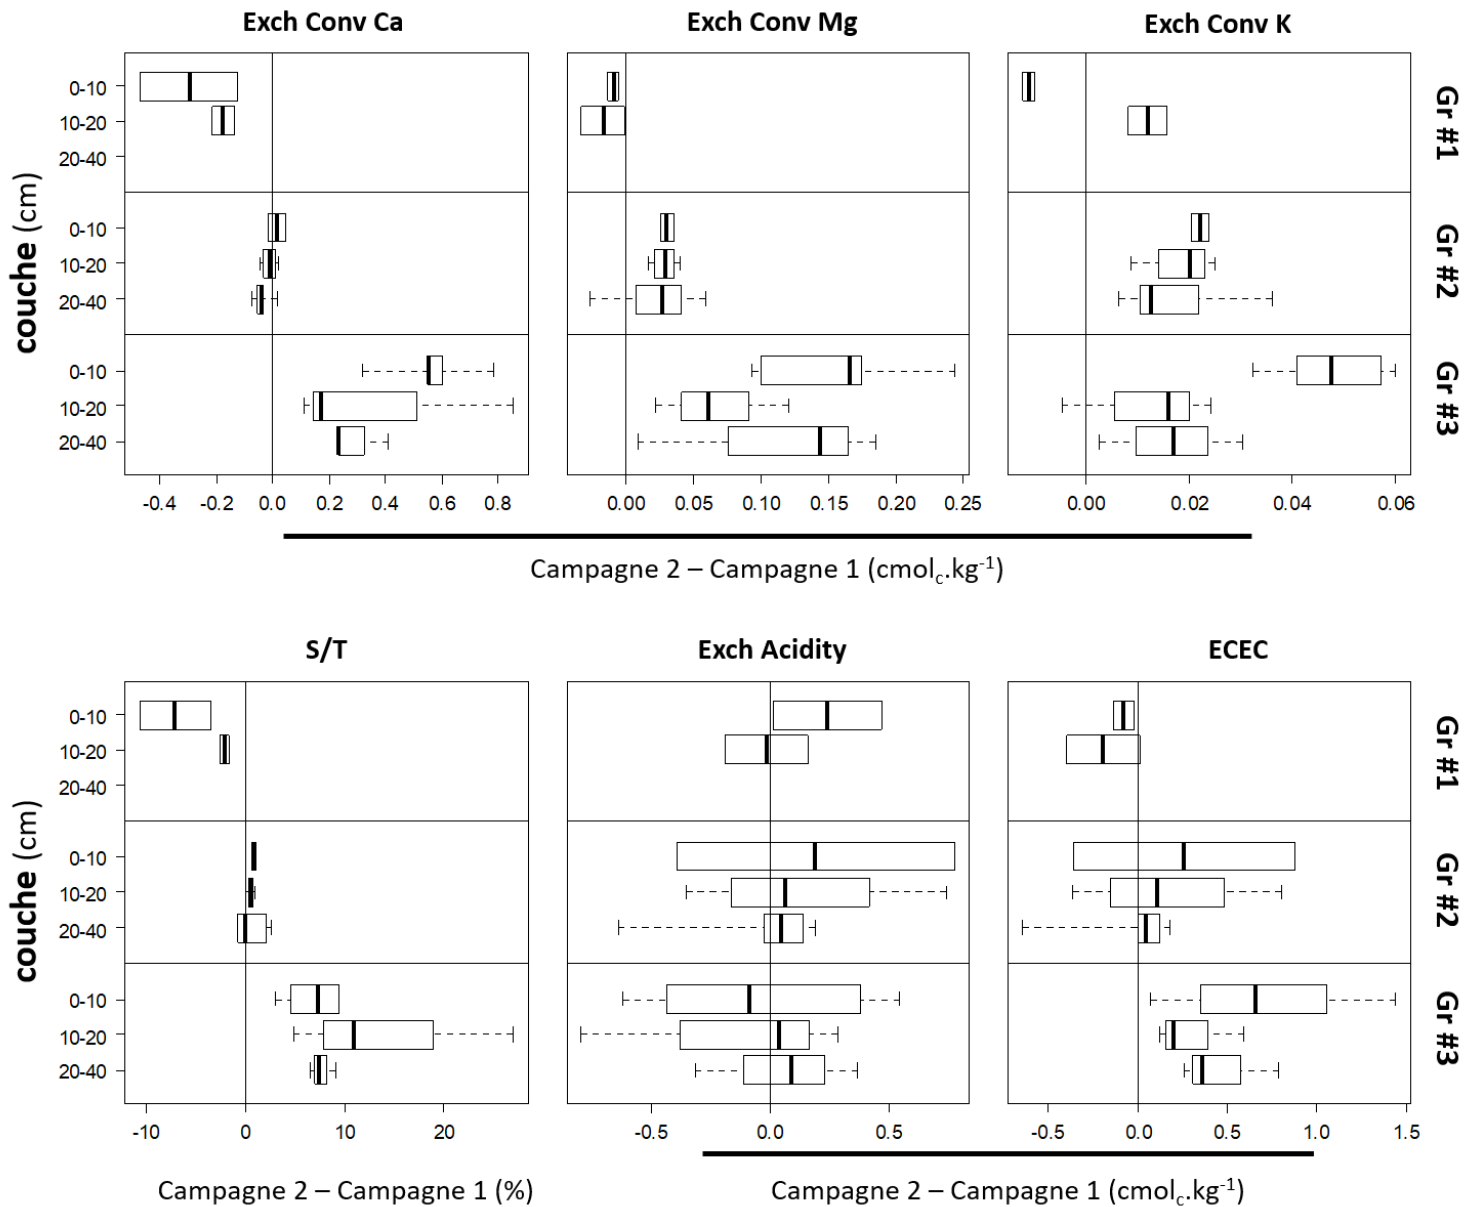 Exch Conv Ca
Exch Conv Mg
Exch Conv K
couche (cm)
0-10
10-20
20-40
Gr #1
0-10
10-20
20-40
Gr #2
0-10
10-20
20-40
Gr #3
-0.4 -0.2 0.0 0.2 0.4 0.6 0.8
0.00 0.05 0.10 0.15 0.20 0.25
0.00 0.02 0.04 0.06
Campagne 2 – Campagne 1 (cmolc.kg-1)
S/T
Exch Acidity
ECEC
couche (cm)
0-10
10-20
20-40
Gr #1
0-10
10-20
20-40
Gr #2
0-10
10-20
20-40
Gr #3
-10 0 10 20
-0.5 0.0 0.5
-0.5 0.0 0.5 1.0 1.5
Campagne 2 – Campagne 1 (%)
Campagne 2 – Campagne 1 (cmolc.kg-1)